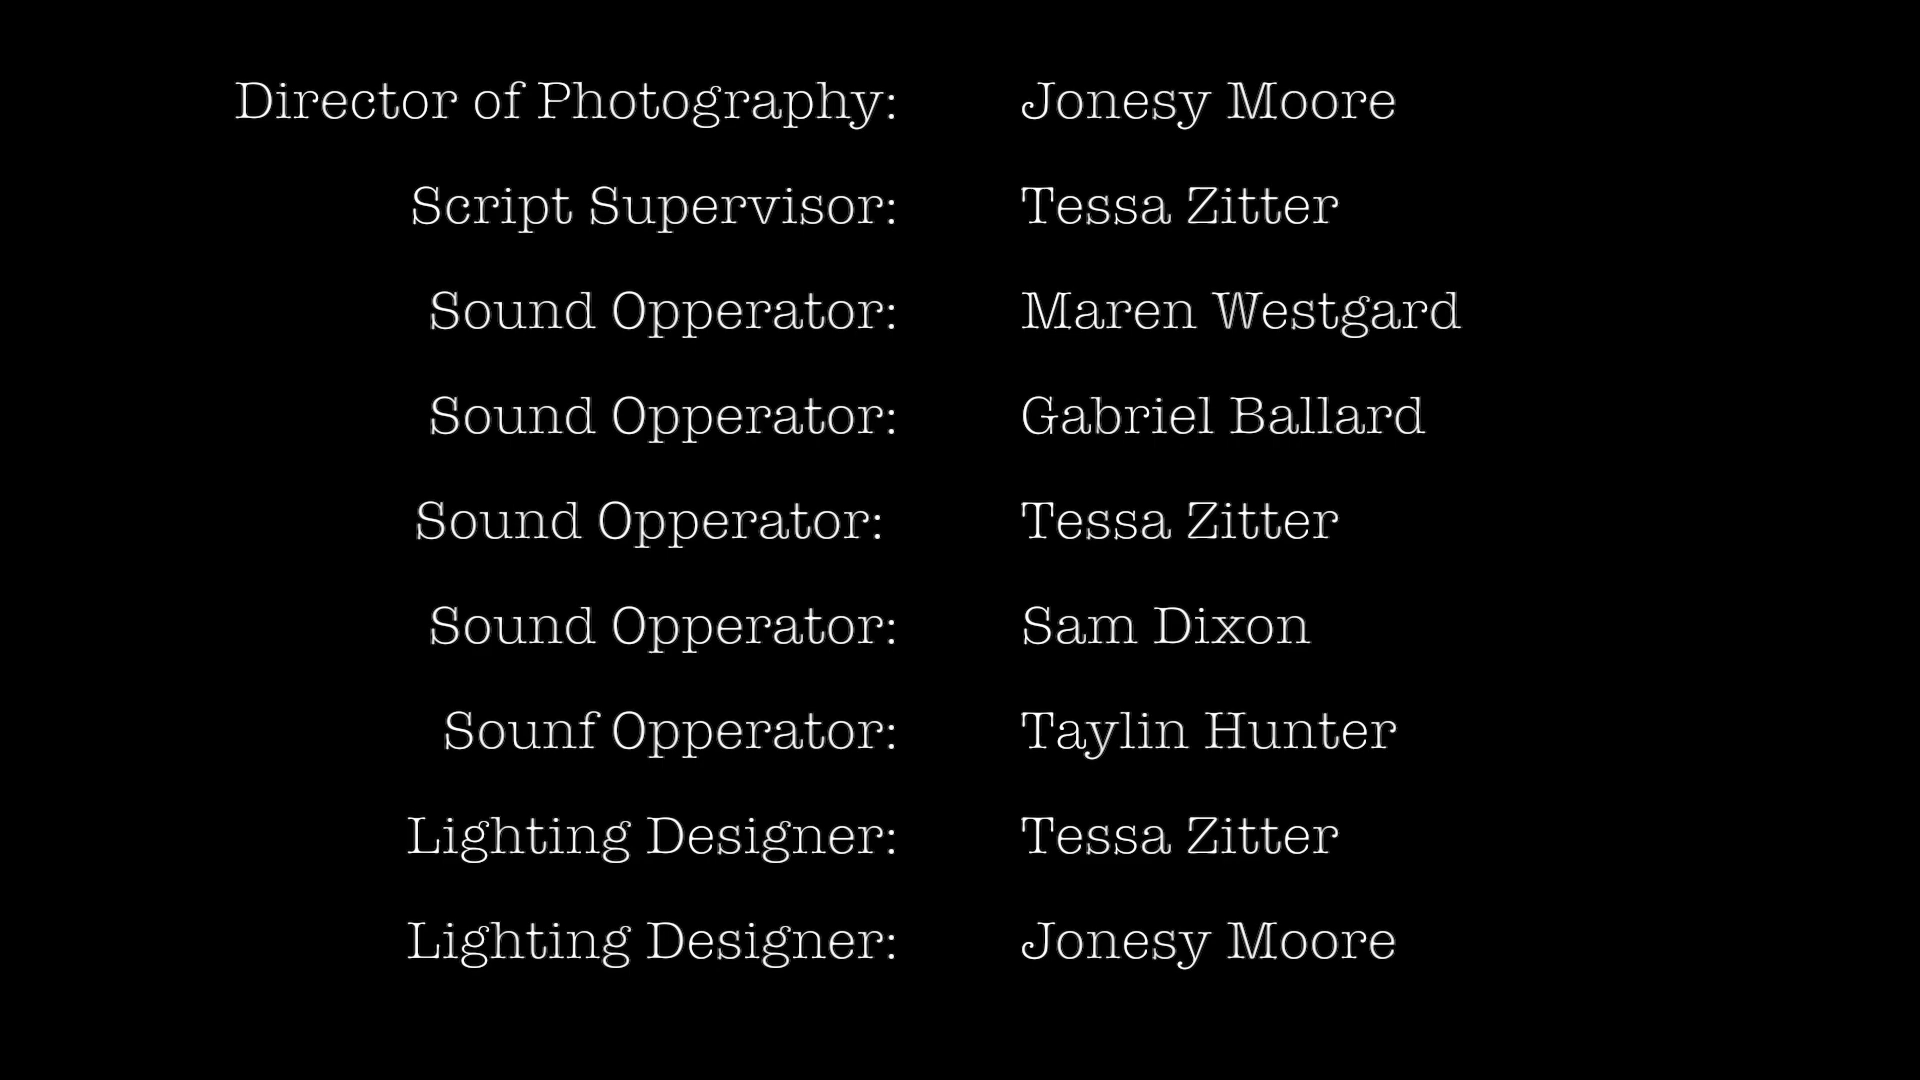 Director of Photography: Jonesy Moore
Script Supervisor: Tessa Zitter
Sound Opperator: Maren Westgard
Sound Opperator: Gabriel Ballard
Sound Opperator: Tessa Zitter
Sound Opperator: Sam Dixon
Sounf Opperator: Taylin Hunter
Lighting Designer: Tessa Zitter
Lighting Designer: Jonesy Moore